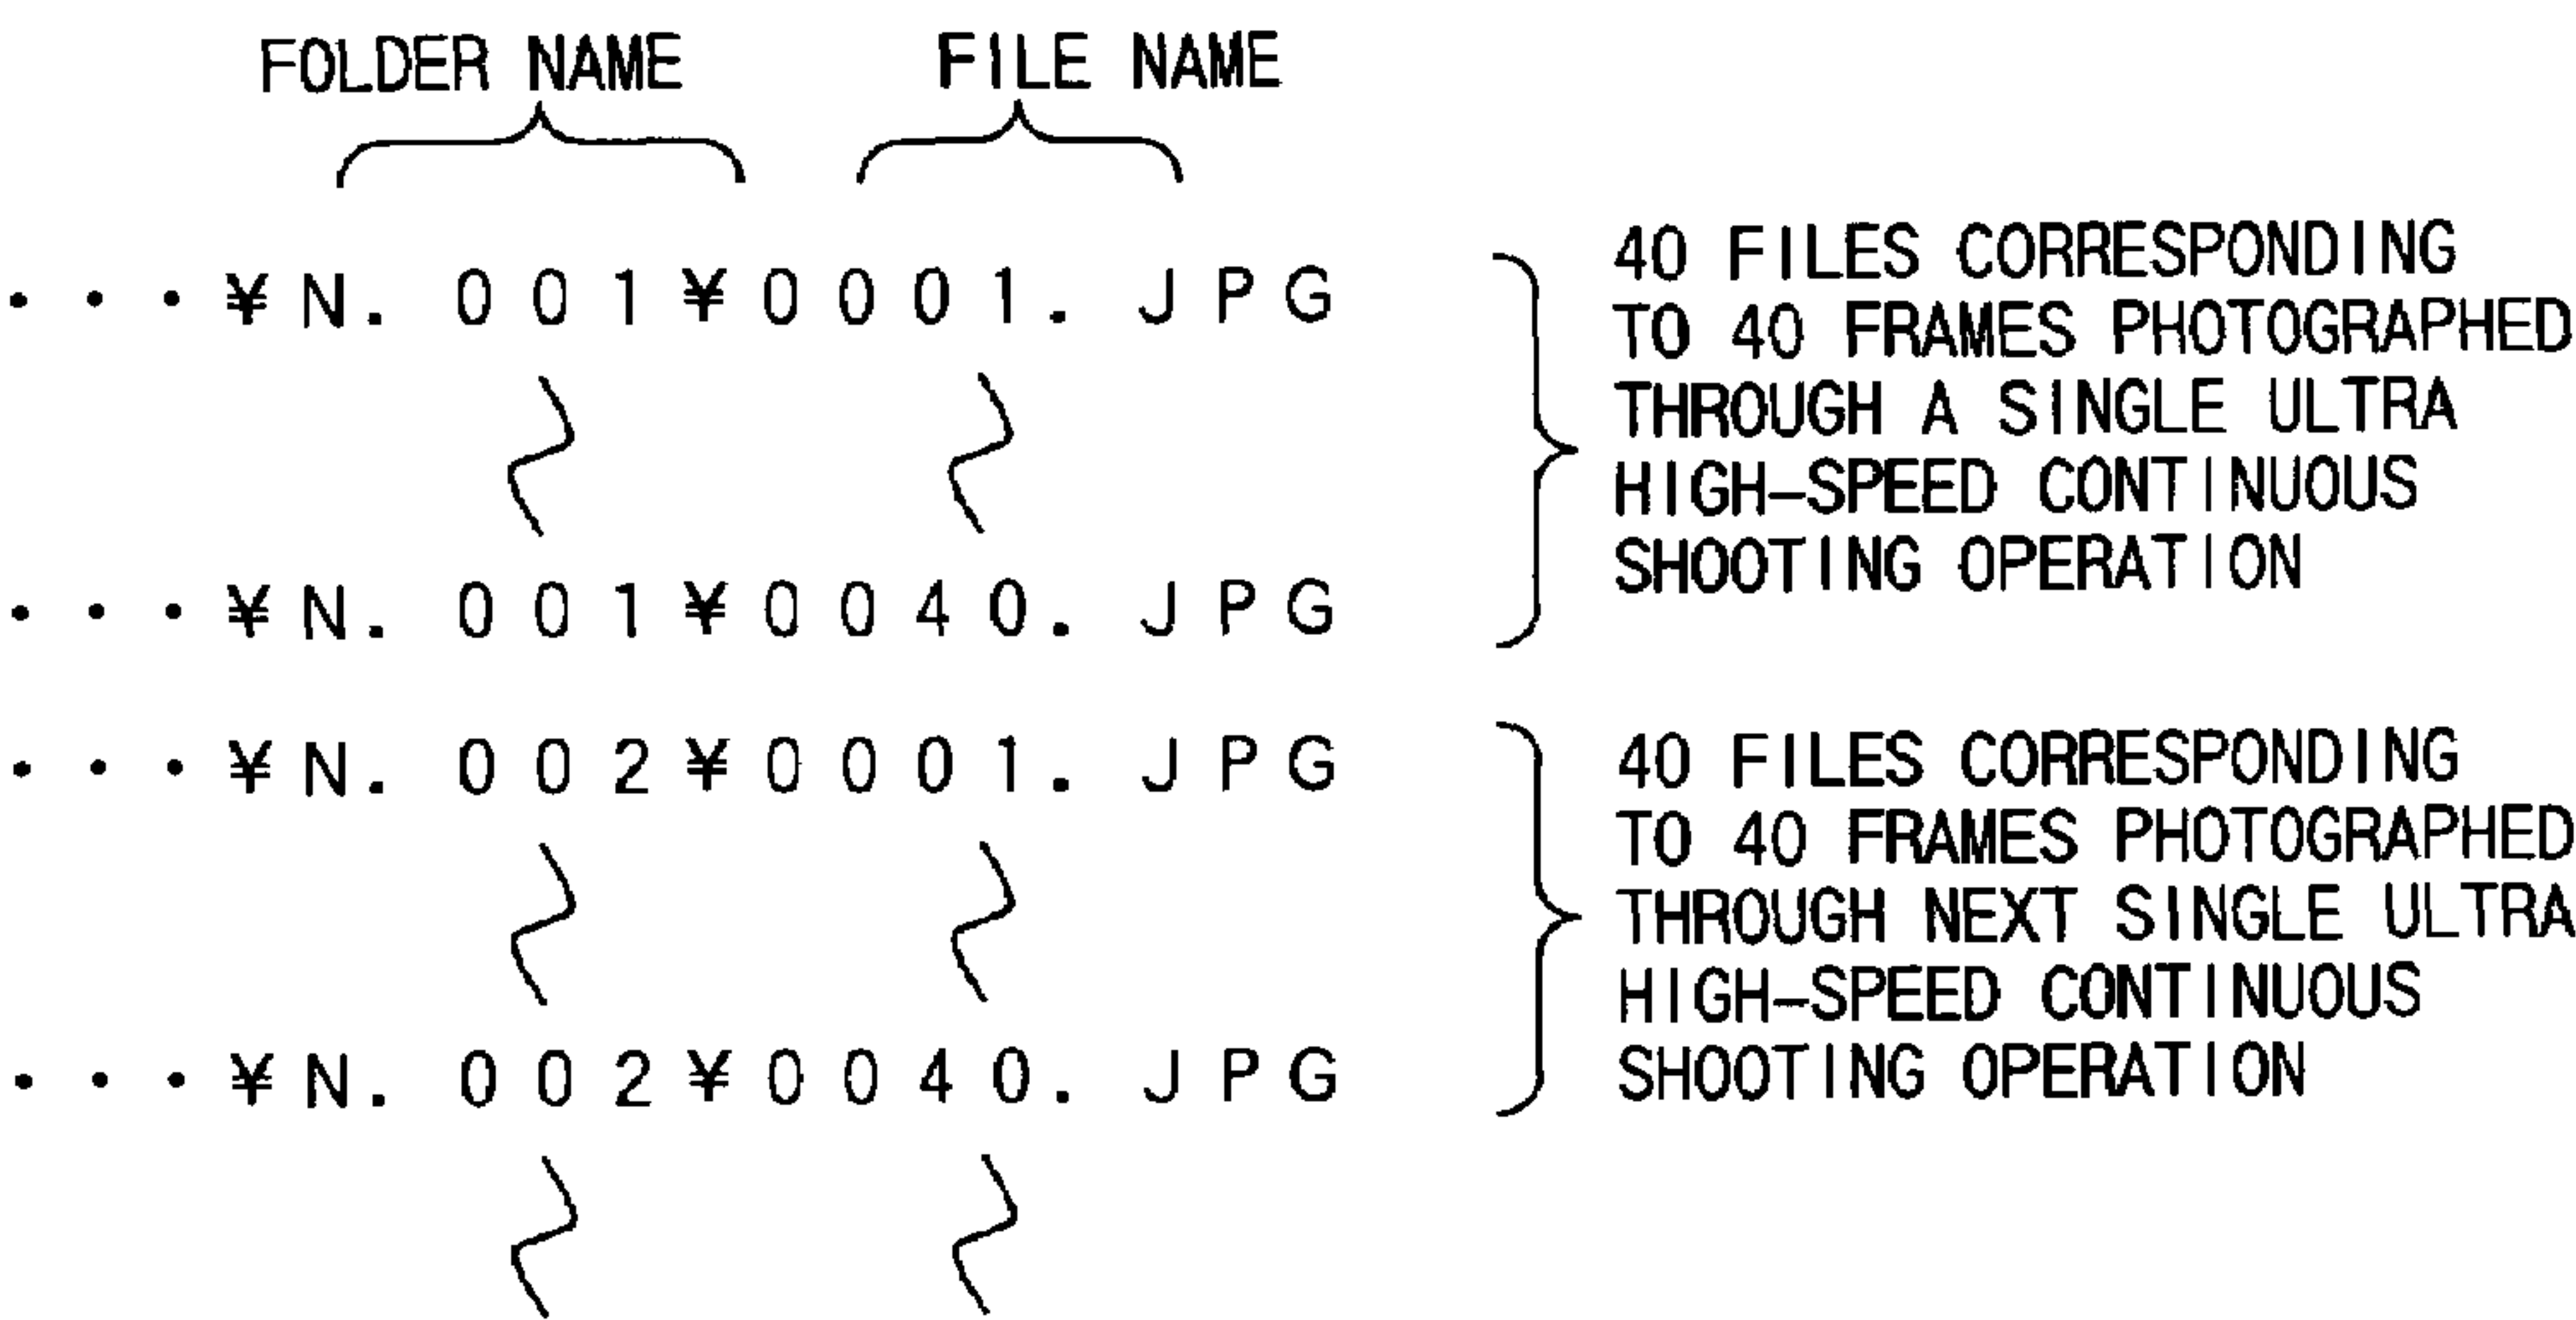 FOLDER NAME FILE NAME
・・・¥N.001¥0001.JPG
・・・¥N.001¥0040.JPG
40 FILES CORRESPONDING
TO 40 FRAMES PHOTOGRAPHED
THROUGH A SINGLE ULTRA
HIGH-SPEED CONTINUOUS
SHOOTING OPERATION
・・・¥N.002¥0001.JPG
・・・¥N.002¥0040.JPG
40 FILES CORRESPONDING
TO 40 FRAMES PHOTOGRAPHED
THROUGH NEXT SINGLE ULTRA
HIGH-SPEED CONTINUOUS
SHOOTING OPERATION